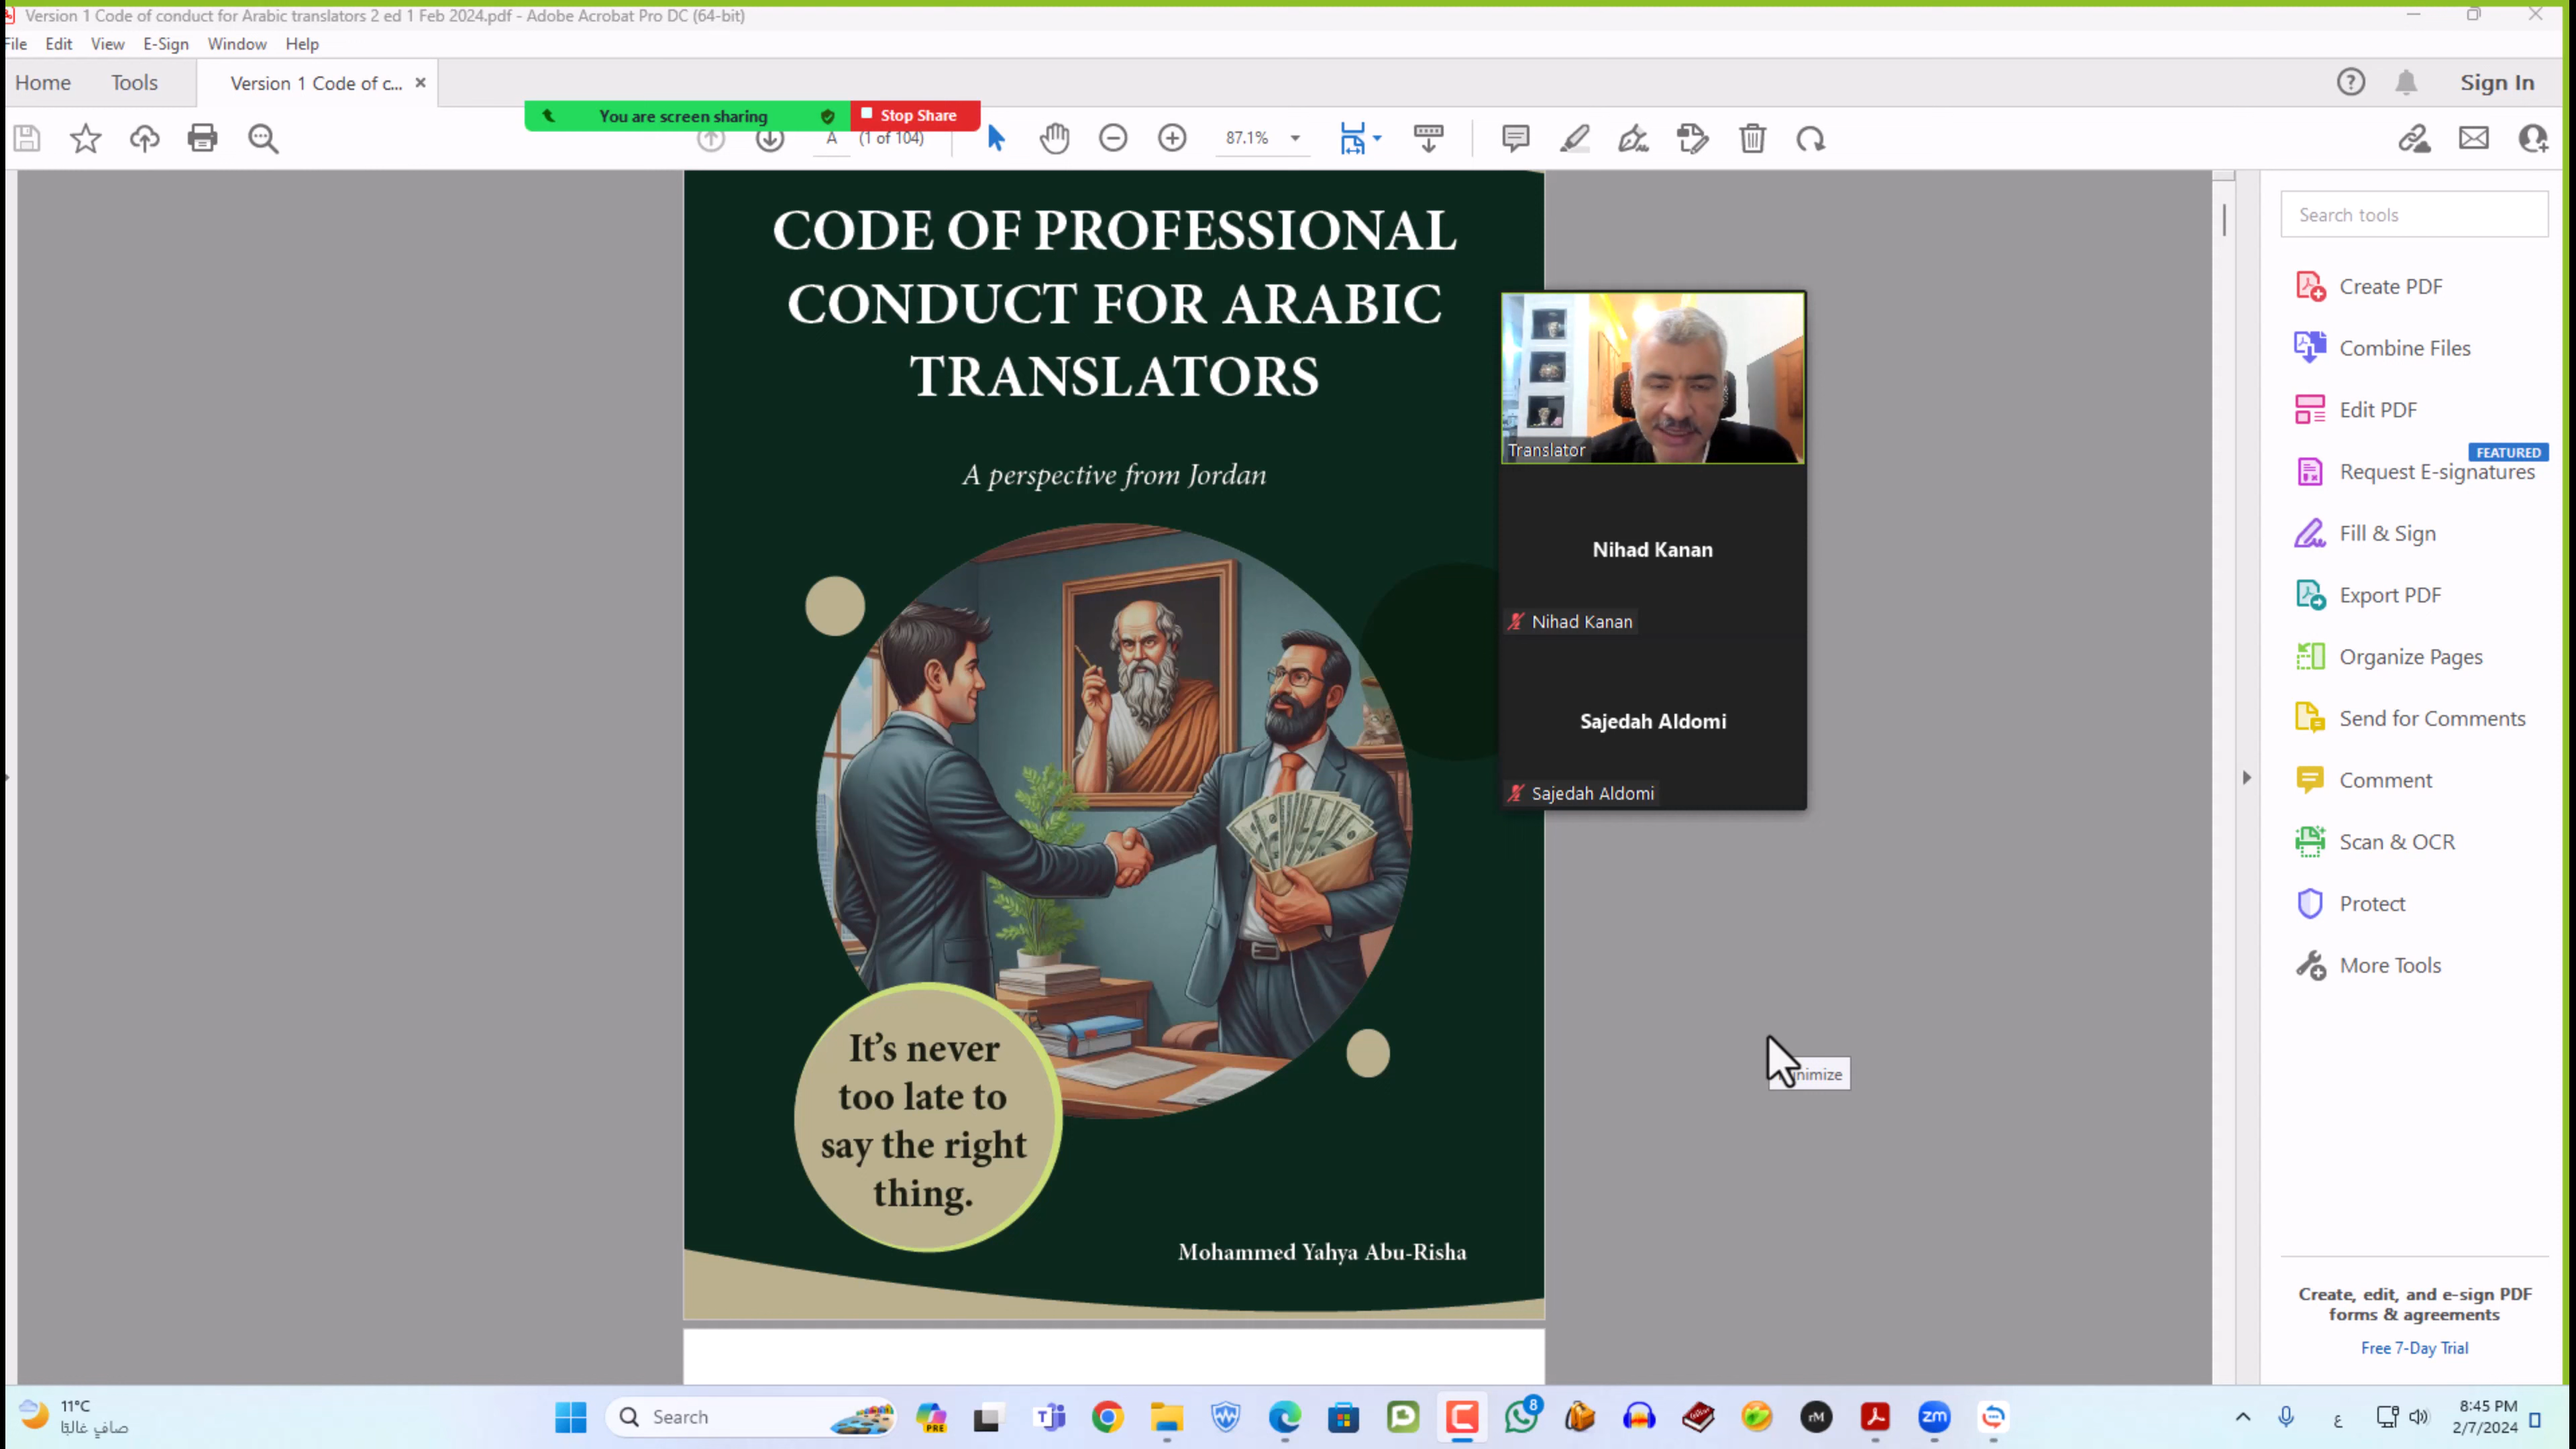 Version 1 Code of conduct for Arabic translators 2 ed 1 Feb 2024.pdf - Adobe Acrobat Pro DC (64-bit)
File Edit View E-Sign Window Help
Home Tools Version 1 Code of c... Sign In
You are screen sharing Stop Share
A (1 of 104) 87.1%
CODE OF PROFESSIONAL
CONDUCT FOR ARABIC
TRANSLATORS
A perspective from Jordan
It's never
too late to
say the right
thing.
Mohammed Yahya Abu-Risha
Translator
Nihad Kanan
Nihad Kanan
Sajedah Aldomi
Sajedah Aldomi
Search tools
Create PDF
Combine Files
Edit PDF
FEATURED
Request E-signatures
Fill & Sign
Export PDF
Organize Pages
Send for Comments
Comment
Scan & OCR
Protect
More Tools
Create, edit, and e-sign PDF
forms & agreements
Free 7-Day Trial
11°C
صافٍ غالبًا
Search
PRE
8
rM
zm
ع
8:45 PM
2/7/2024